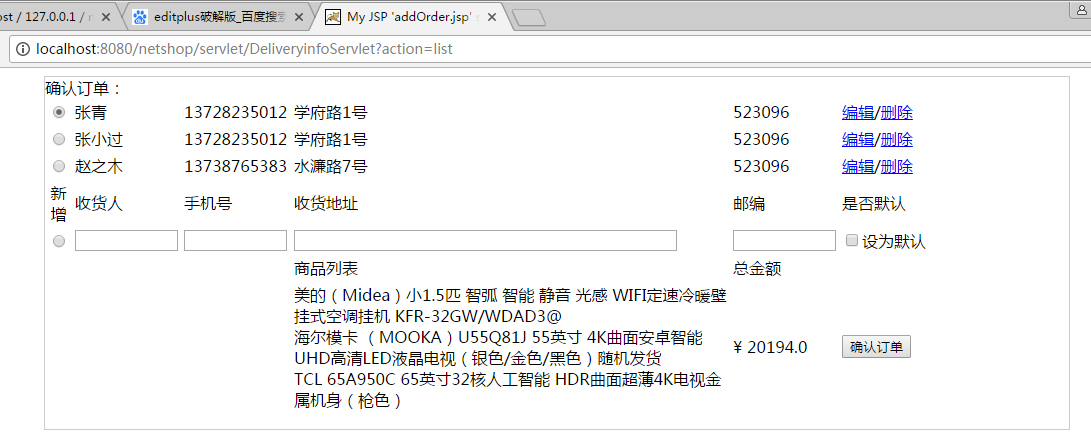 ost / 127.0.0.1 /
editplus破解版_百度搜索
My JSP 'addOrder.jsp'
localhost:8080/netshop/servlet/DeliveryinfoServlet?action=list
确认订单：
张青 13728235012 学府路1号 523096 编辑/删除
张小过 13728235012 学府路1号 523096 编辑/删除
赵之木 13738765383 水濂路7号 523096 编辑/删除
新增 收货人 手机号 收货地址 邮编 是否默认
设为默认
商品列表 总金额
美的（Midea）小1.5匹 智弧 智能 静音 光感 WIFI定速冷暖壁
挂式空调挂机 KFR-32GW/WDAD3@
海尔模卡 （MOOKA）U55Q81J 55英寸 4K曲面安卓智能
UHD高清LED液晶电视（银色/金色/黑色）随机发货
TCL 65A950C 65英寸32核人工智能 HDR曲面超薄4K电视金
属机身（枪色）
¥ 20194.0 确认订单